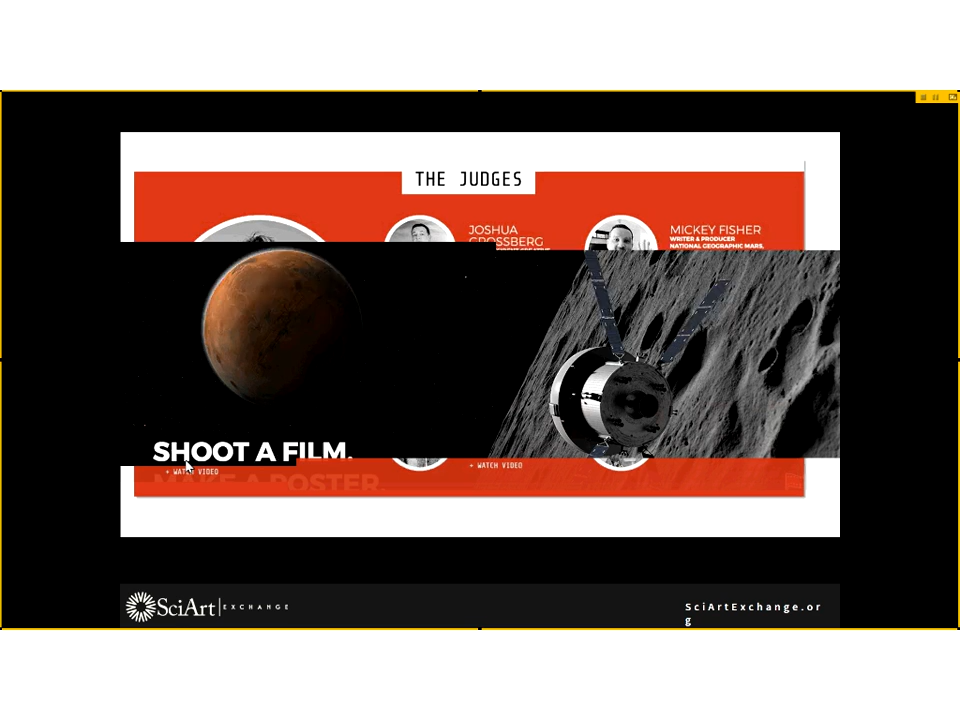 THE JUDGES
JOSHUA
GROSSBERG
MICKEY FISHER
WRITER & PRODUCER
NATIONAL GEOGRAPHIC MARS,
SHOOT A FILM.
+ WATCH VIDEO
+ WATCH VIDEO
MAKE A POSTER.
SciArt EXCHANGE
SciArtExchange.or
g